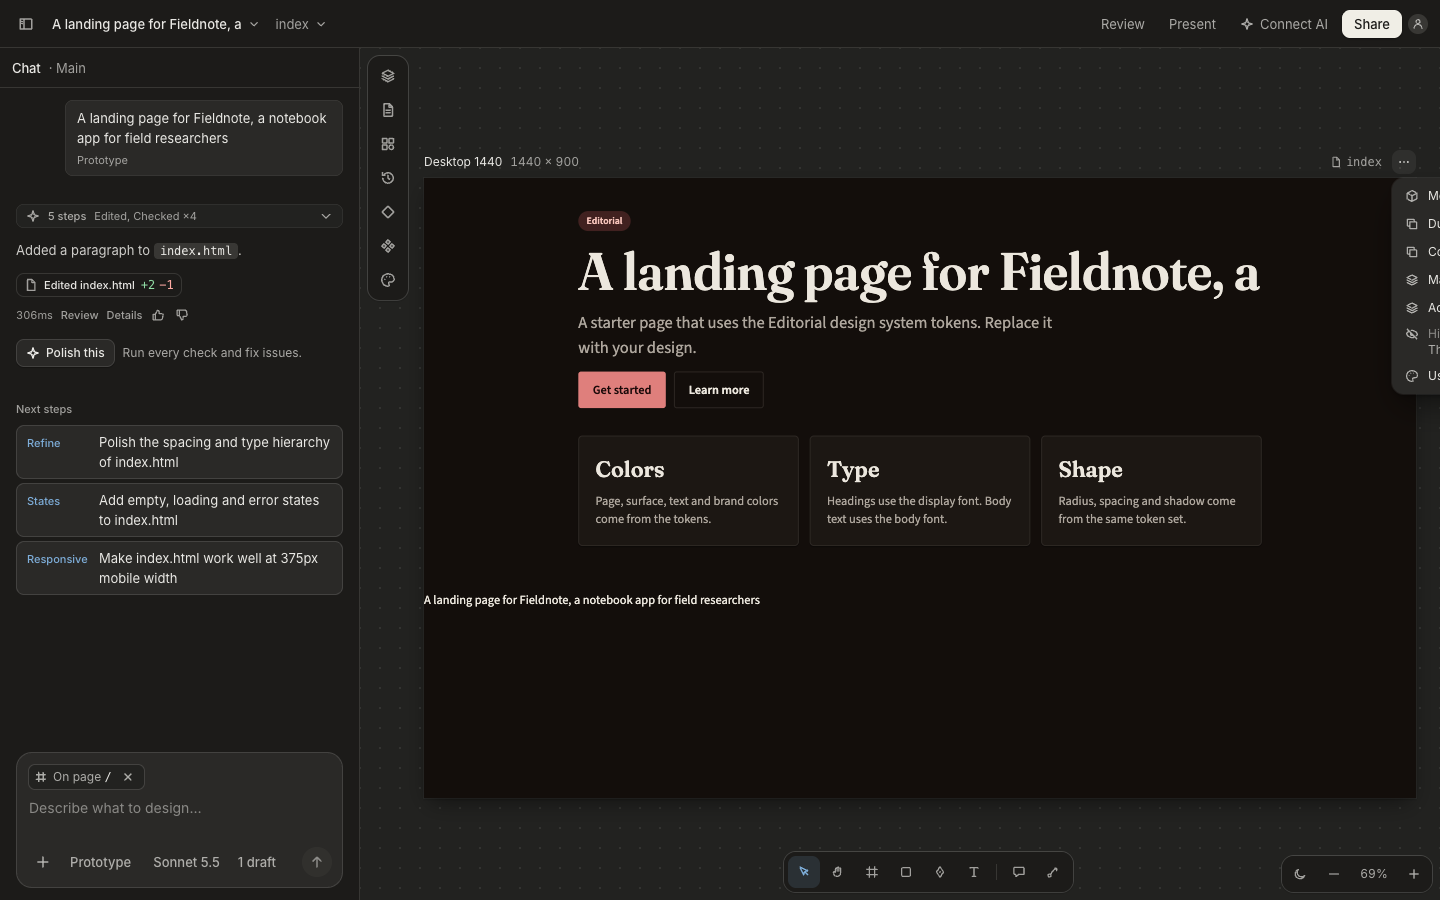 A landing page for Fieldnote, a
index
Review
Present
Connect AI
Share
Chat · Main
A landing page for Fieldnote, a notebook
app for field researchers
Prototype
5 steps Edited, Checked ×4
Added a paragraph to index.html.
Edited index.html +2 −1
306ms Review Details
Polish this Run every check and fix issues.
Next steps
Refine Polish the spacing and type hierarchy
of index.html
States Add empty, loading and error states
to index.html
Responsive Make index.html work well at 375px
mobile width
On page /
Describe what to design...
Prototype Sonnet 5.5 1 draft
Desktop 1440 1440 × 900
index
Editorial
A landing page for Fieldnote, a
A starter page that uses the Editorial design system tokens. Replace it
with your design.
Get started
Learn more
Colors
Page, surface, text and brand colors
come from the tokens.
Type
Headings use the display font. Body
text uses the body font.
Shape
Radius, spacing and shadow come
from the same token set.
A landing page for Fieldnote, a notebook app for field researchers
69%